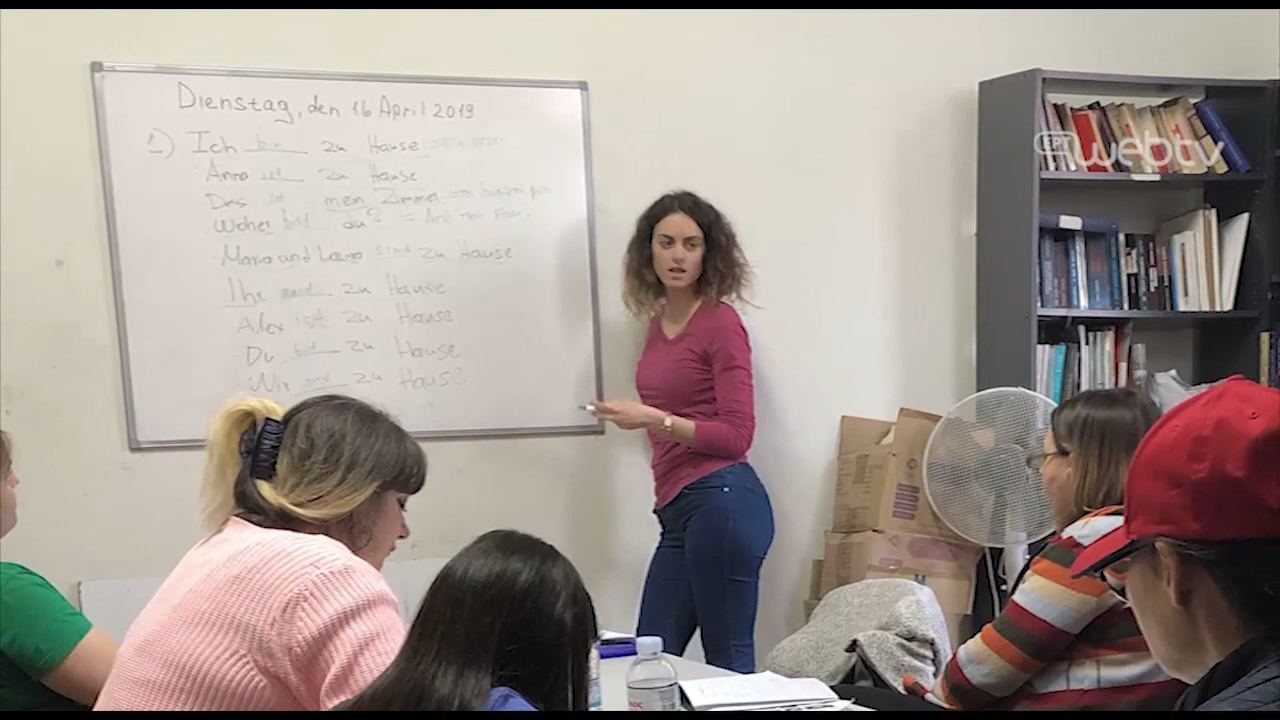 Dienstag, den 16 April 2019
1) Ich bin zu Hause =
Anna ist zu Hause
Das ist mein Zimmer =
Woher bist du? =
Maria und Laura sind zu Hause
Ihr seid zu Hause
Alex ist zu Hause
Du bist zu Hause
Wir sind zu Hause
ΕΡΤ webtv